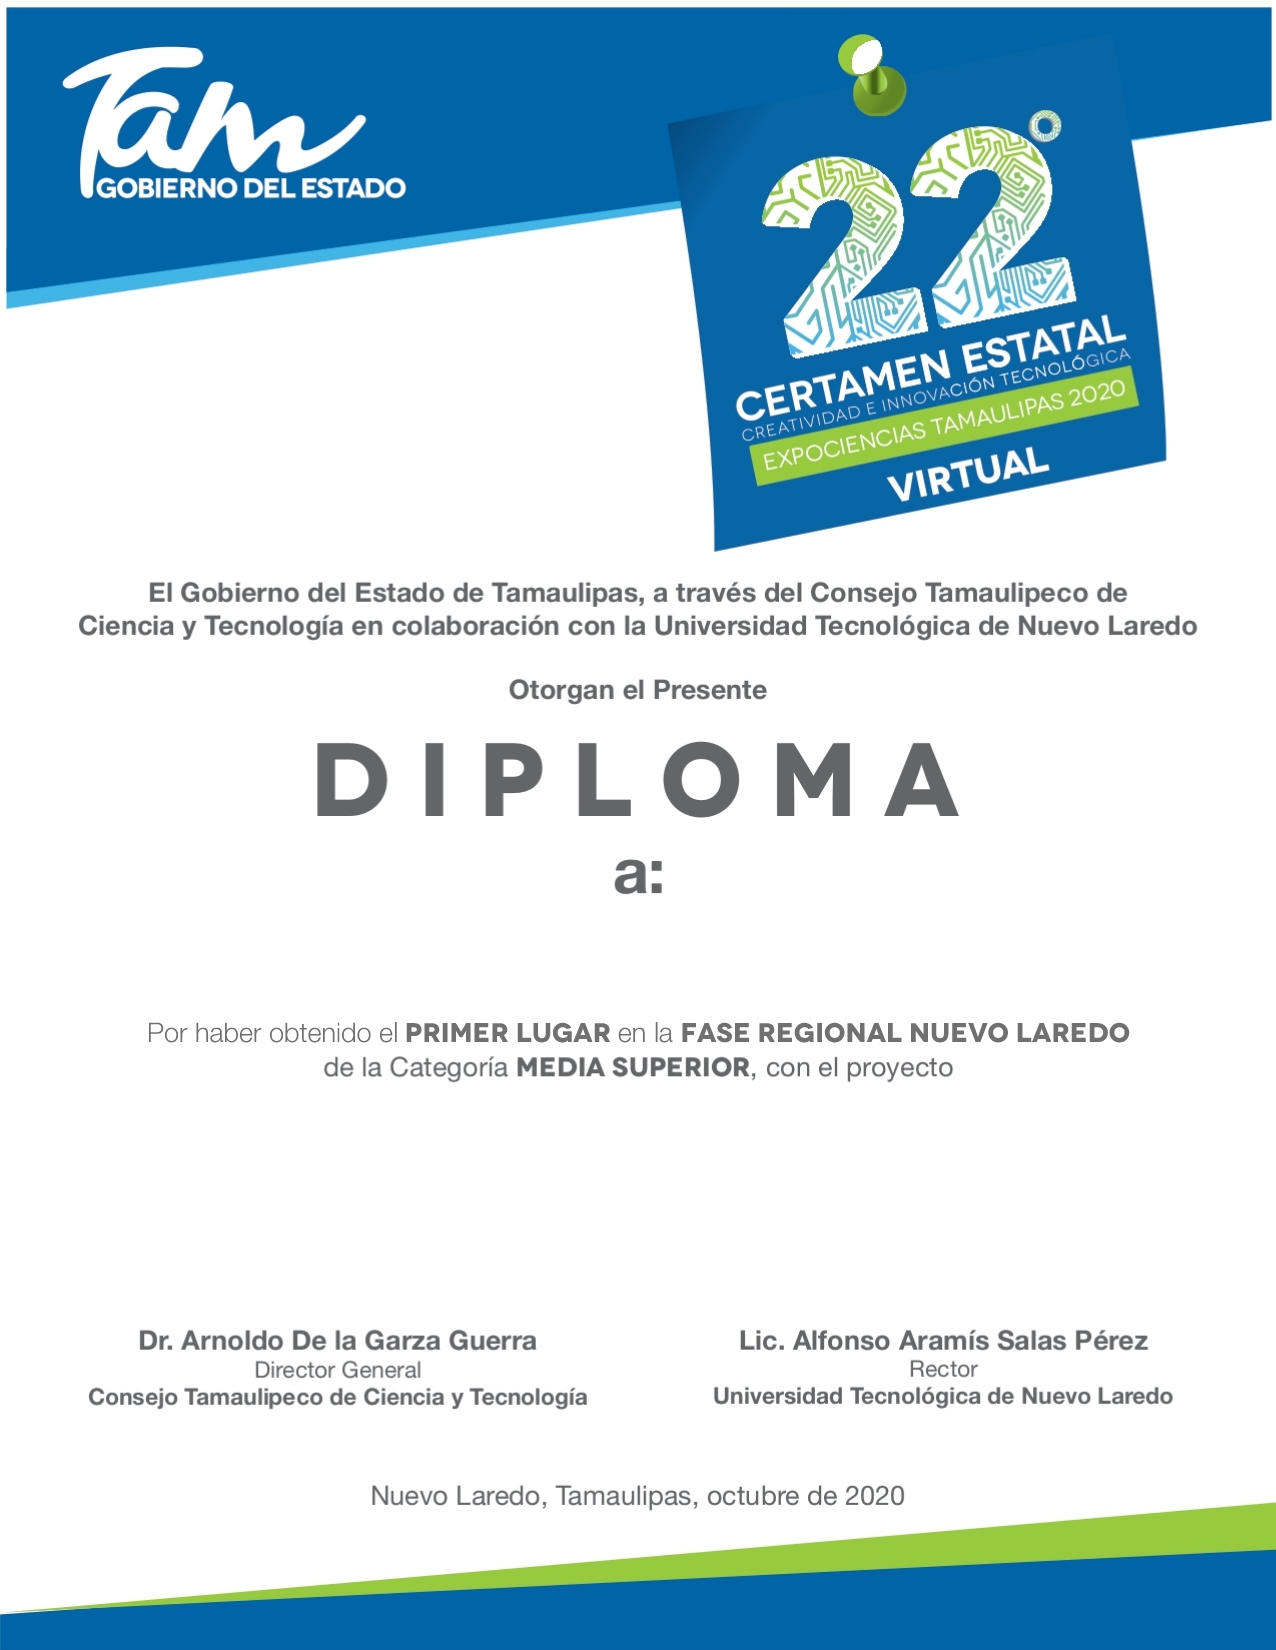 Tam
GOBIERNO DEL ESTADO
22°
CERTAMEN ESTATAL
CREATIVIDAD E INNOVACIÓN TECNOLÓGICA
EXPOCIENCIAS TAMAULIPAS 2020
VIRTUAL
El Gobierno del Estado de Tamaulipas, a través del Consejo Tamaulipeco de
Ciencia y Tecnología en colaboración con la Universidad Tecnológica de Nuevo Laredo
Otorgan el Presente
DIPLOMA
a:
Por haber obtenido el PRIMER LUGAR en la FASE REGIONAL NUEVO LAREDO
de la Categoría MEDIA SUPERIOR, con el proyecto
Dr. Arnoldo De la Garza Guerra
Director General
Consejo Tamaulipeco de Ciencia y Tecnología
Lic. Alfonso Aramís Salas Pérez
Rector
Universidad Tecnológica de Nuevo Laredo
Nuevo Laredo, Tamaulipas, octubre de 2020